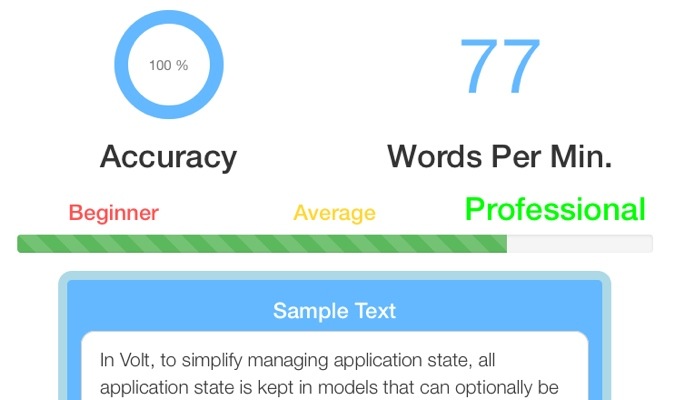 100 %
77
Accuracy
Words Per Min.
Beginner
Average
Professional
Sample Text
In Volt, to simplify managing application state, all
application state is kept in models that can optionally be